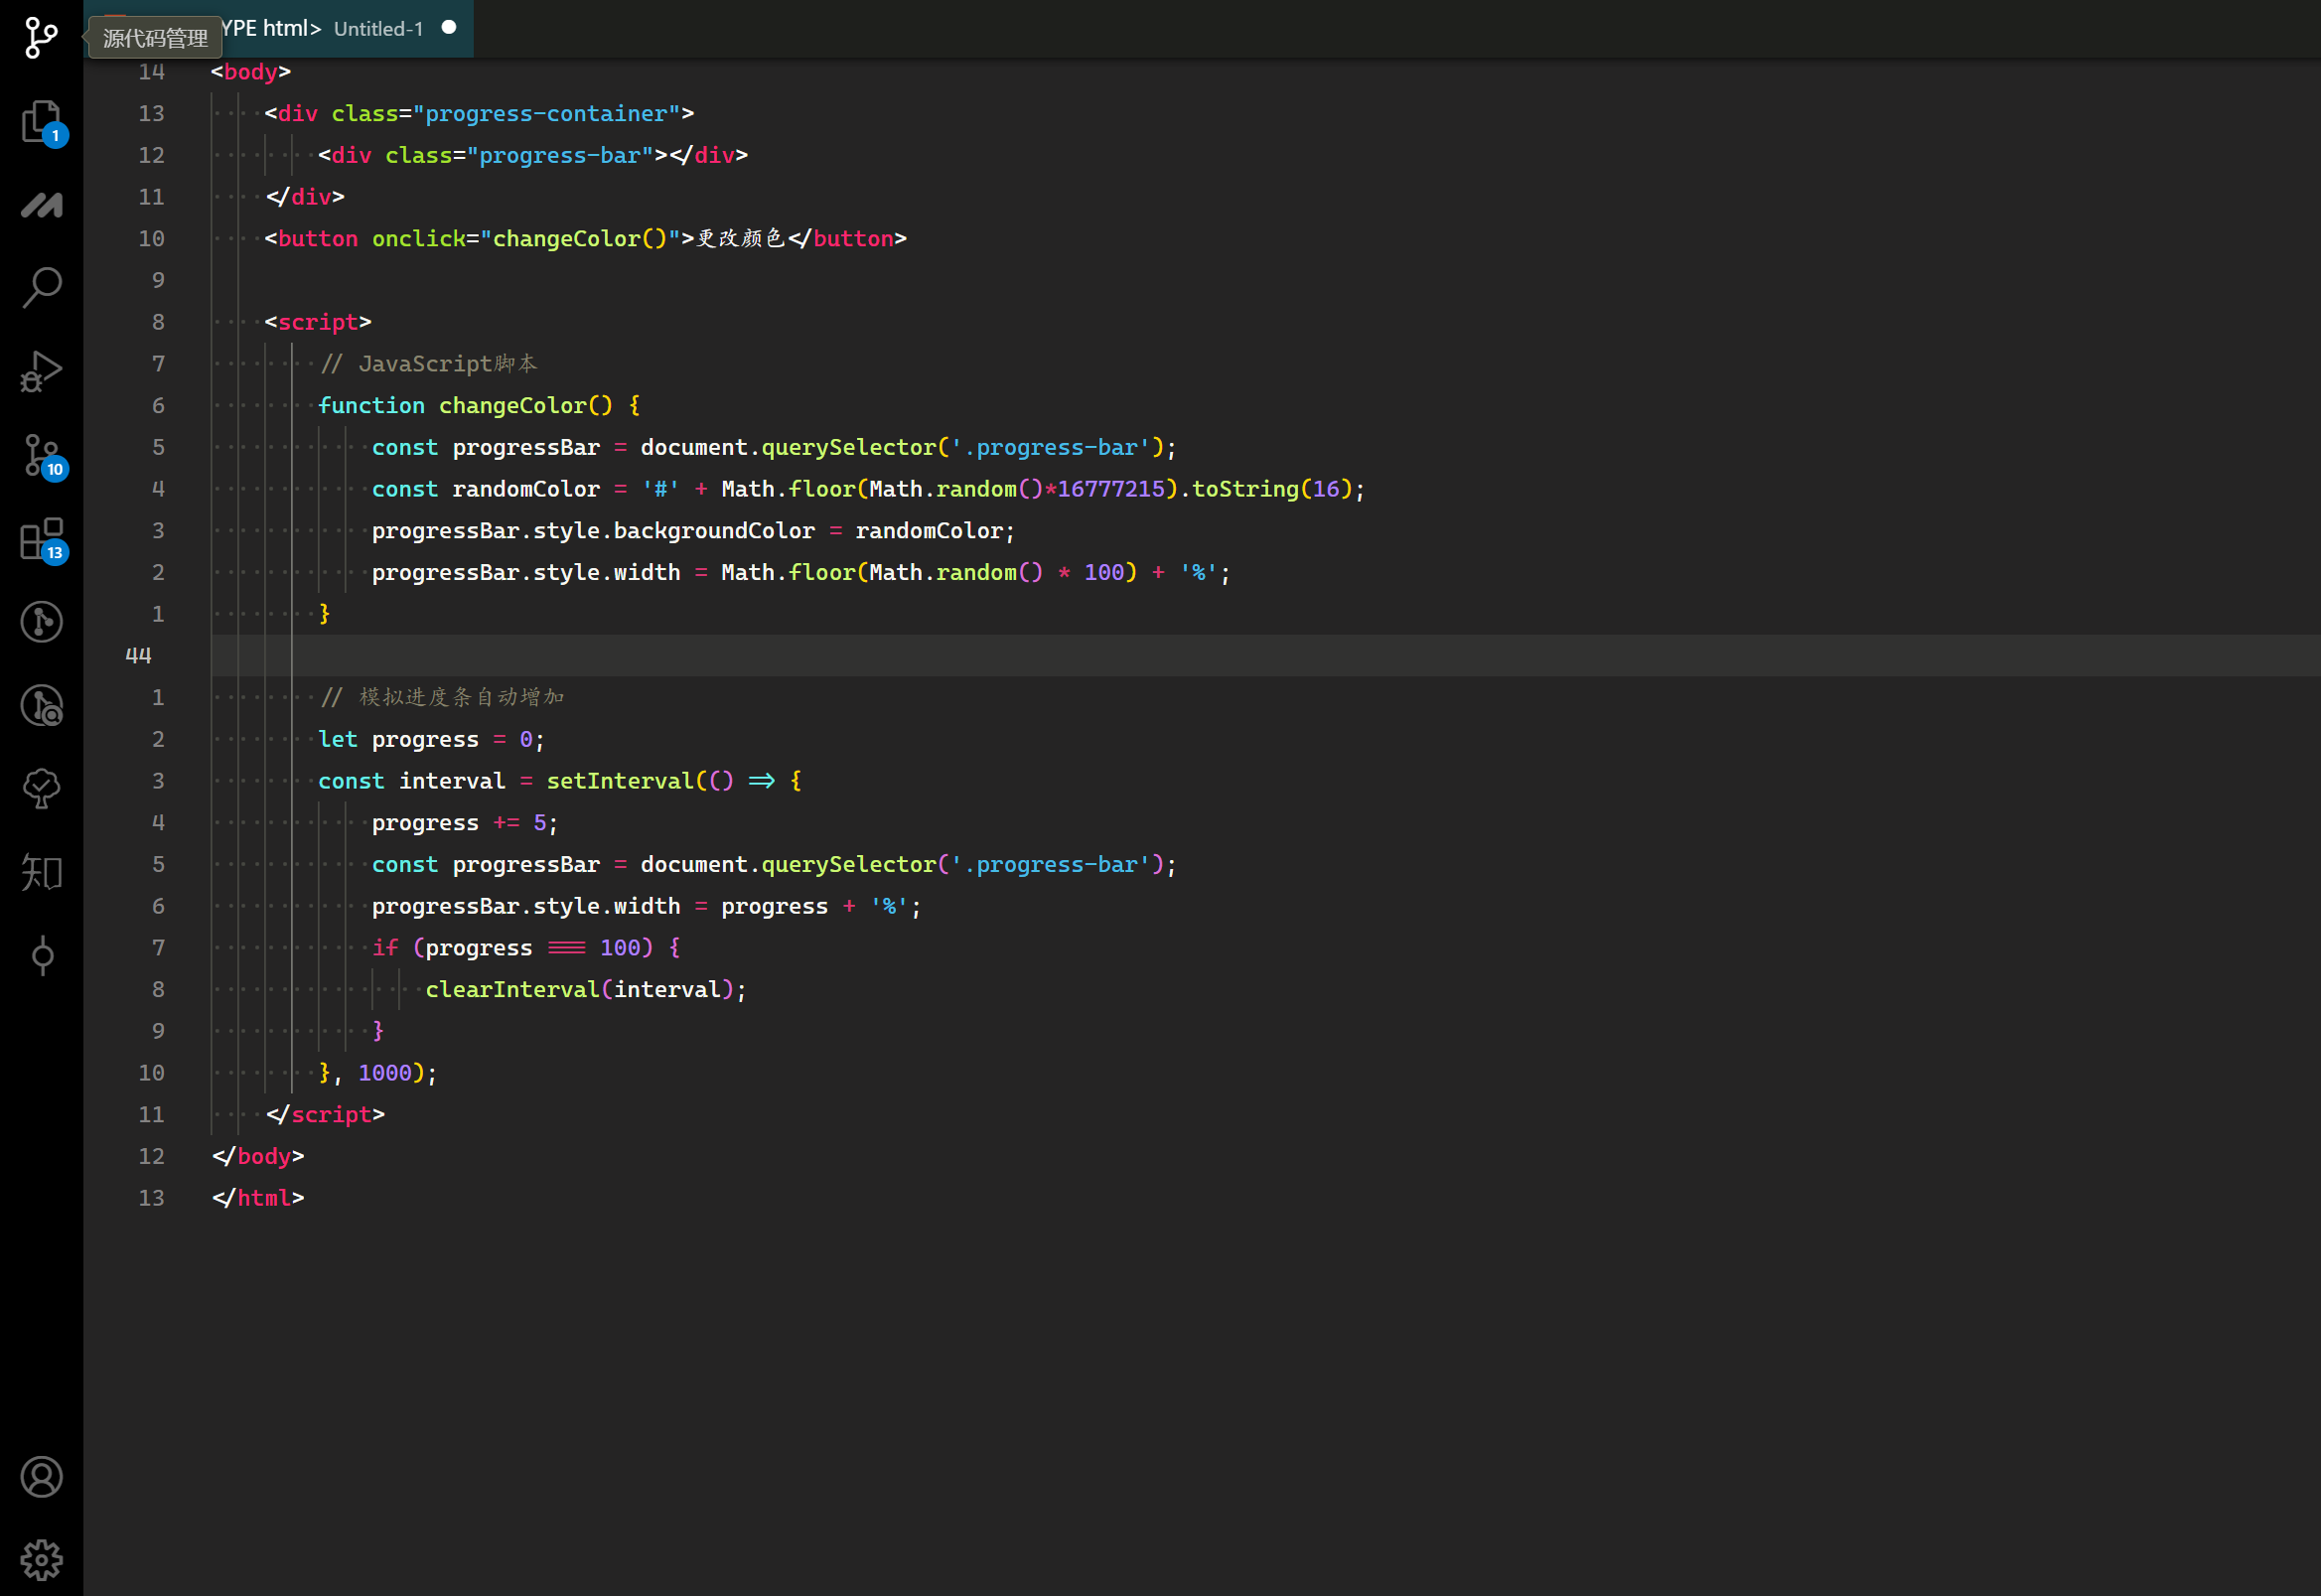 源代码管理
YPE html> Untitled-1
1
10
13
知
14 <body>
13 <div class="progress-container">
12 <div class="progress-bar"></div>
11 </div>
10 <button onclick="changeColor()">更改颜色</button>
9
8 <script>
7 // JavaScript脚本
6 function changeColor() {
5 const progressBar = document.querySelector('.progress-bar');
4 const randomColor = '#' + Math.floor(Math.random()*16777215).toString(16);
3 progressBar.style.backgroundColor = randomColor;
2 progressBar.style.width = Math.floor(Math.random() * 100) + '%';
1 }
44
1 // 模拟进度条自动增加
2 let progress = 0;
3 const interval = setInterval(() => {
4 progress += 5;
5 const progressBar = document.querySelector('.progress-bar');
6 progressBar.style.width = progress + '%';
7 if (progress === 100) {
8 clearInterval(interval);
9 }
10 }, 1000);
11 </script>
12 </body>
13 </html>